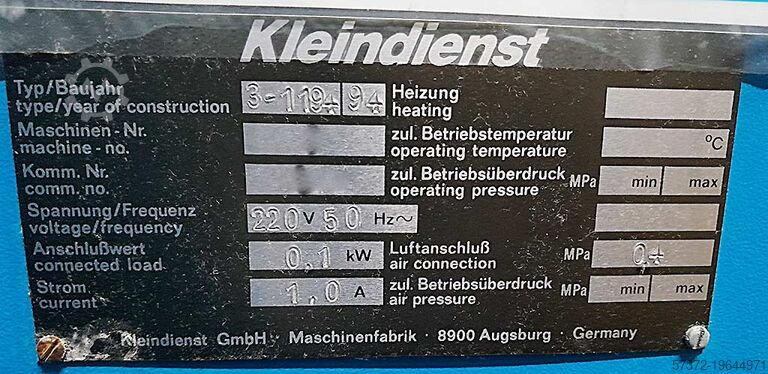 Kleindienst
Typ/Baujahr 3-1194 94 Heizung
type/year of construction heating
Maschinen-Nr. zul. Betriebstemperatur
machine-no. operating temperature °C
Komm. Nr. zul. Betriebsüberdruck MPa
comm. no. operating pressure min max
Spannung/Frequenz 220 V 50 Hz~
voltage/frequency
Anschlußwert 0,1 kW Luftanschluß MPa
connected load air connection
Strom 1,0 A zul. Betriebsüberdruck MPa
current air pressure min max
Kleindienst GmbH · Maschinenfabrik · 8900 Augsburg · Germany
57372-19644971